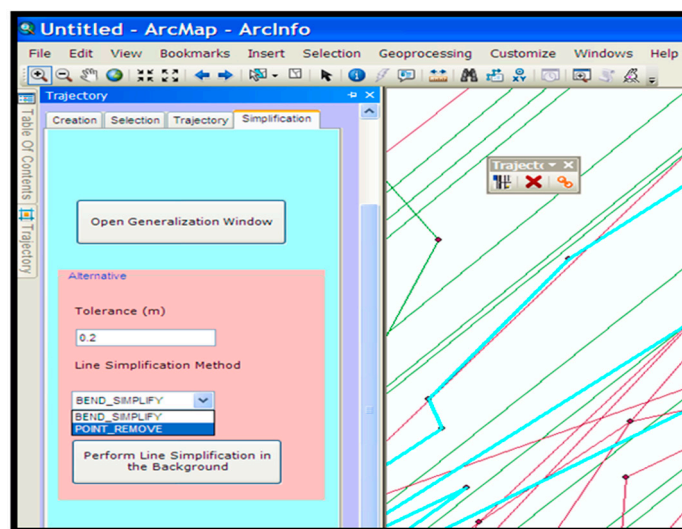 Untitled - ArcMap - ArcInfo
File Edit View Bookmarks Insert Selection Geoprocessing Customize Windows Help
Trajectory
Table Of Contents
Trajectory
Creation Selection Trajectory Simplification
Open Generalization Window
Alternative
Tolerance (m)
0.2
Line Simplification Method
BEND_SIMPLIFY
BEND_SIMPLIFY
POINT_REMOVE
Perform Line Simplification in
the Background